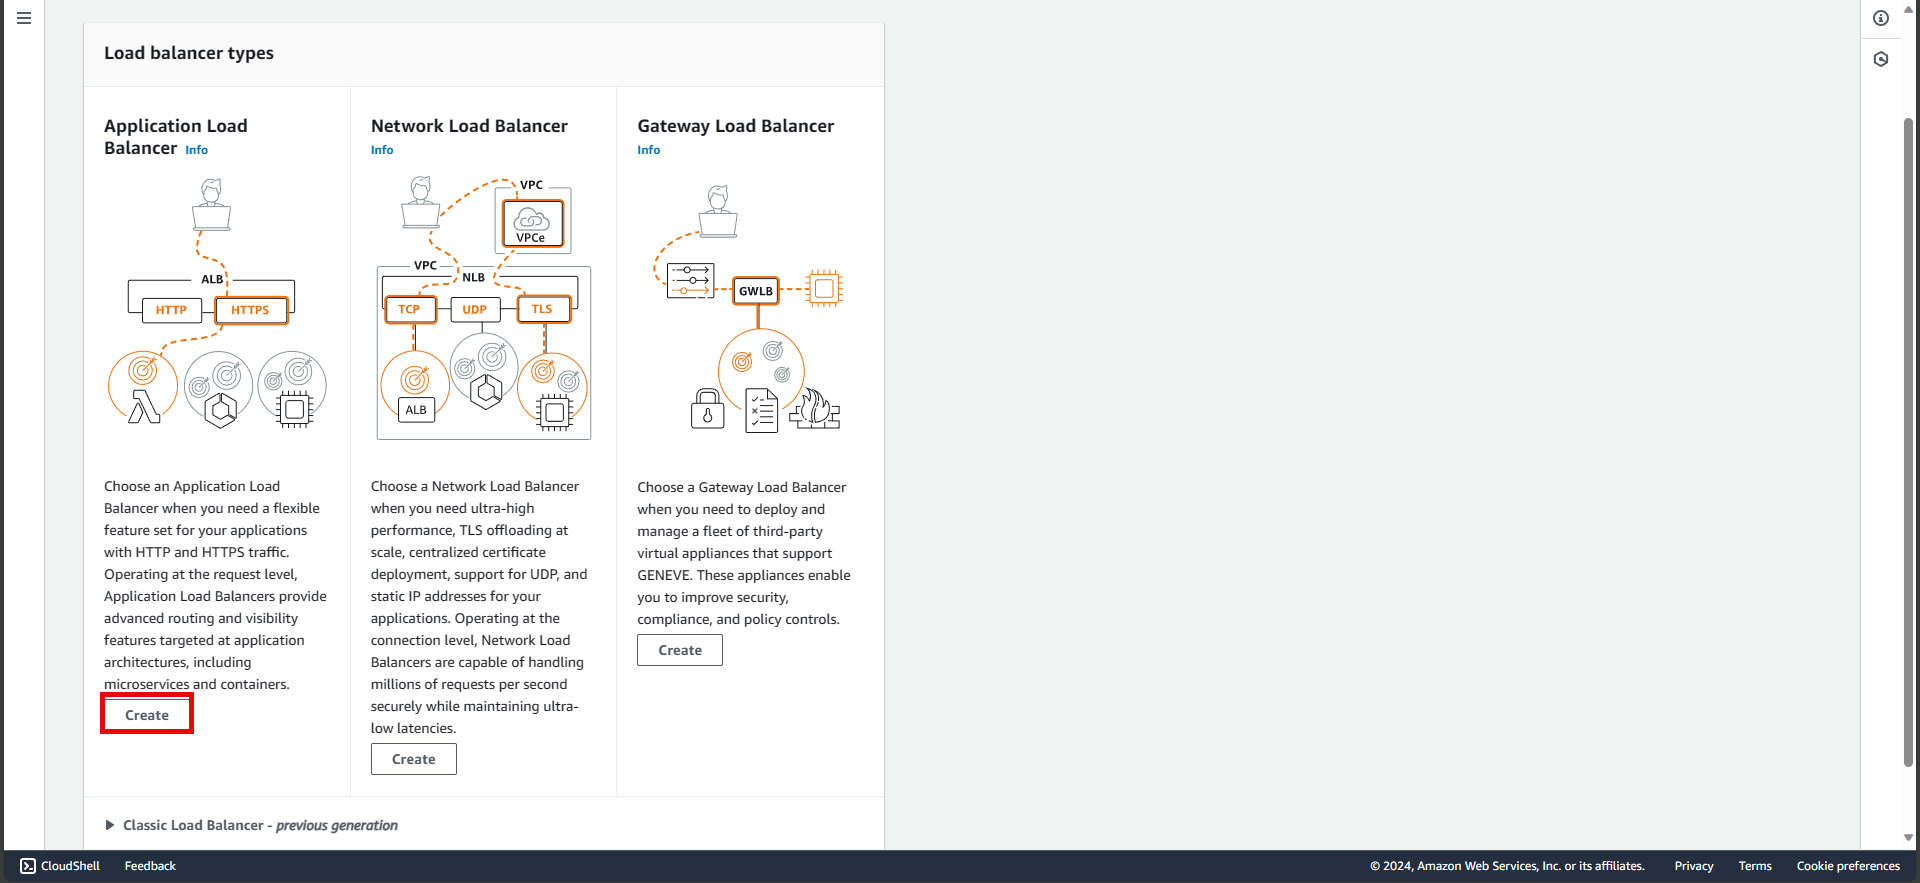 Load balancer types
Application Load
Balancer Info
ALB
HTTP
HTTPS
Choose an Application Load
Balancer when you need a flexible
feature set for your applications
with HTTP and HTTPS traffic.
Operating at the request level,
Application Load Balancers provide
advanced routing and visibility
features targeted at application
architectures, including
microservices and containers.
Create
Network Load Balancer
Info
VPC
VPCe
VPC
NLB
TCP
UDP
TLS
ALB
Choose a Network Load Balancer
when you need ultra-high
performance, TLS offloading at
scale, centralized certificate
deployment, support for UDP, and
static IP addresses for your
applications. Operating at the
connection level, Network Load
Balancers are capable of handling
millions of requests per second
securely while maintaining ultra-
low latencies.
Create
Gateway Load Balancer
Info
GWLB
Choose a Gateway Load Balancer
when you need to deploy and
manage a fleet of third-party
virtual appliances that support
GENEVE. These appliances enable
you to improve security,
compliance, and policy controls.
Create
Classic Load Balancer - previous generation
CloudShell Feedback © 2024, Amazon Web Services, Inc. or its affiliates. Privacy Terms Cookie preferences